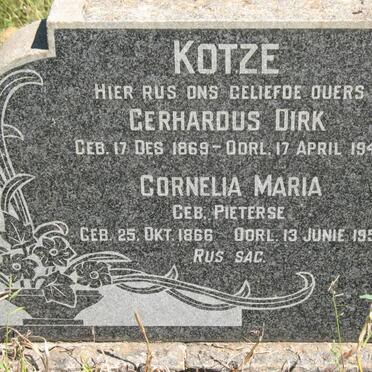 KOTZE
HIER RUS ONS GELIEFDE OUERS
GERHARDUS DIRK
GEB. 17 DES 1869 - OORL. 17 APRIL
CORNELIA MARIA
GEB. PIETERSE
GEB. 25. OKT. 1866 OORL. 13 JUNIE
RUS SAG.